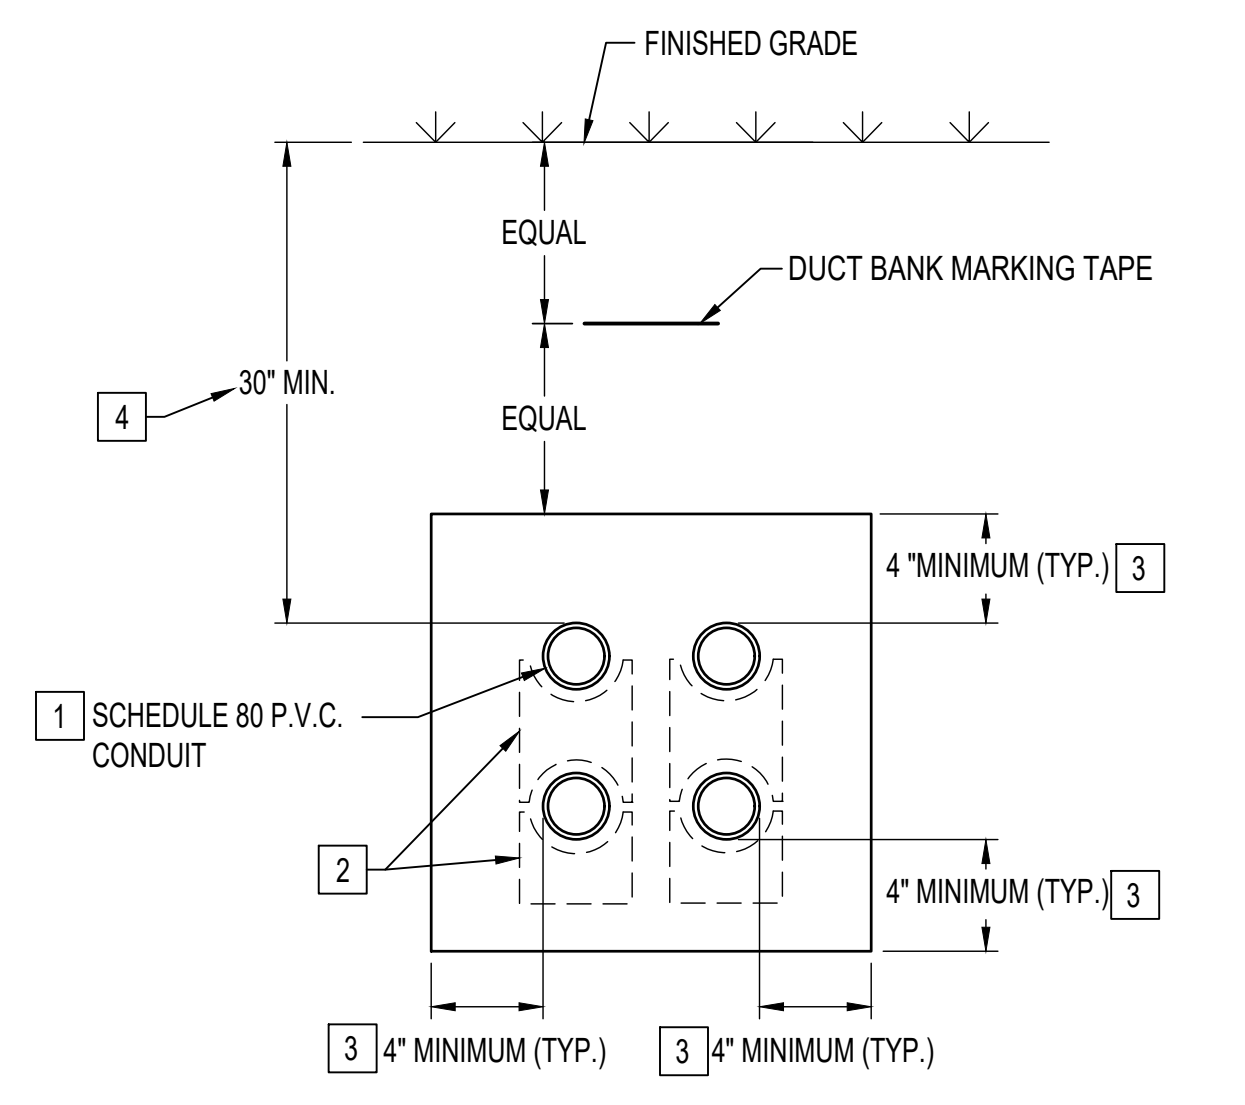 FINISHED GRADE
EQUAL
DUCT BANK MARKING TAPE
30" MIN.
4
EQUAL
4 "MINIMUM (TYP.) 3
1 SCHEDULE 80 P.V.C.
CONDUIT
2
4" MINIMUM (TYP.) 3
3 4" MINIMUM (TYP.)
3 4" MINIMUM (TYP.)